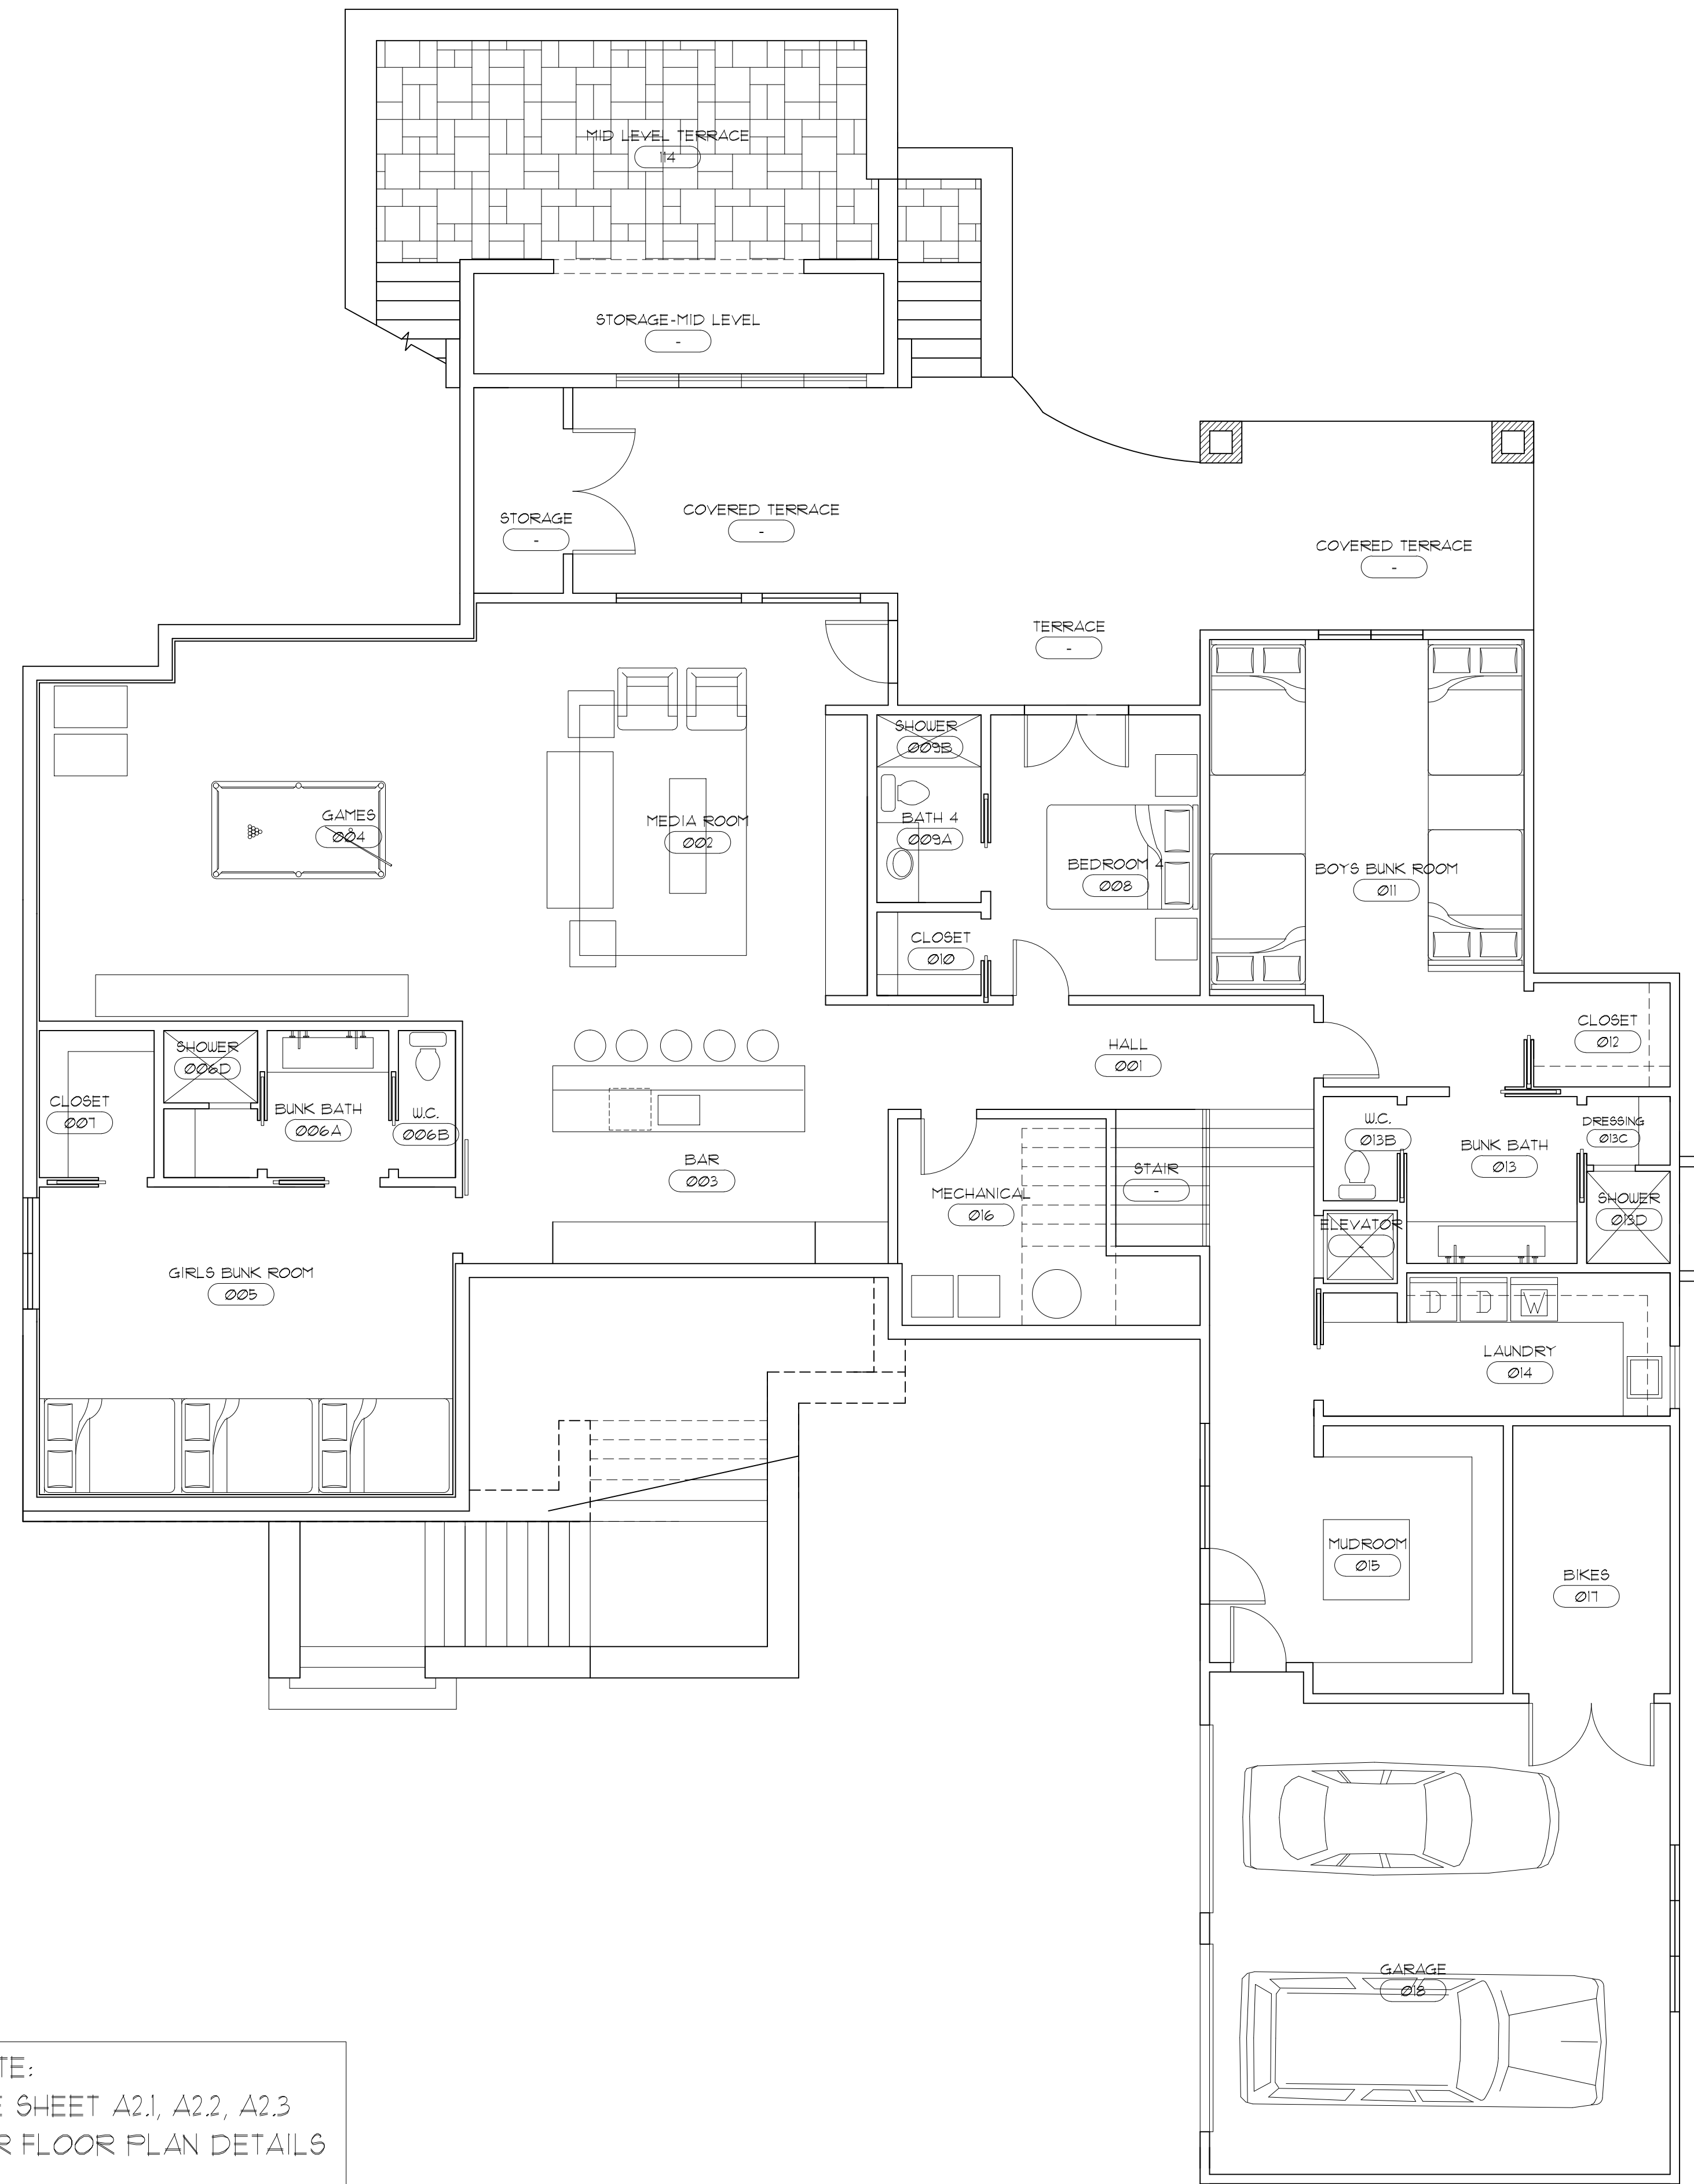 MID LEVEL TERRACE
114
STORAGE-MID LEVEL
-
STORAGE
-
COVERED TERRACE
-
COVERED TERRACE
-
TERRACE
-
SHOWER
009B
GAMES
004
MEDIA ROOM
002
BATH 4
009A
BEDROOM 4
008
BOYS BUNK ROOM
011
CLOSET
010
CLOSET
012
HALL
001
SHOWER
006D
CLOSET
007
BUNK BATH
006A
W.C.
006B
BAR
003
MECHANICAL
016
STAIR
-
W.C.
013B
BUNK BATH
013
DRESSING
013C
SHOWER
013D
ELEVATOR
-
GIRLS BUNK ROOM
005
D
D
W
LAUNDRY
014
MUDROOM
015
BIKES
017
GARAGE
018
TE:
E SHEET A2.1, A2.2, A2.3
R FLOOR PLAN DETAILS